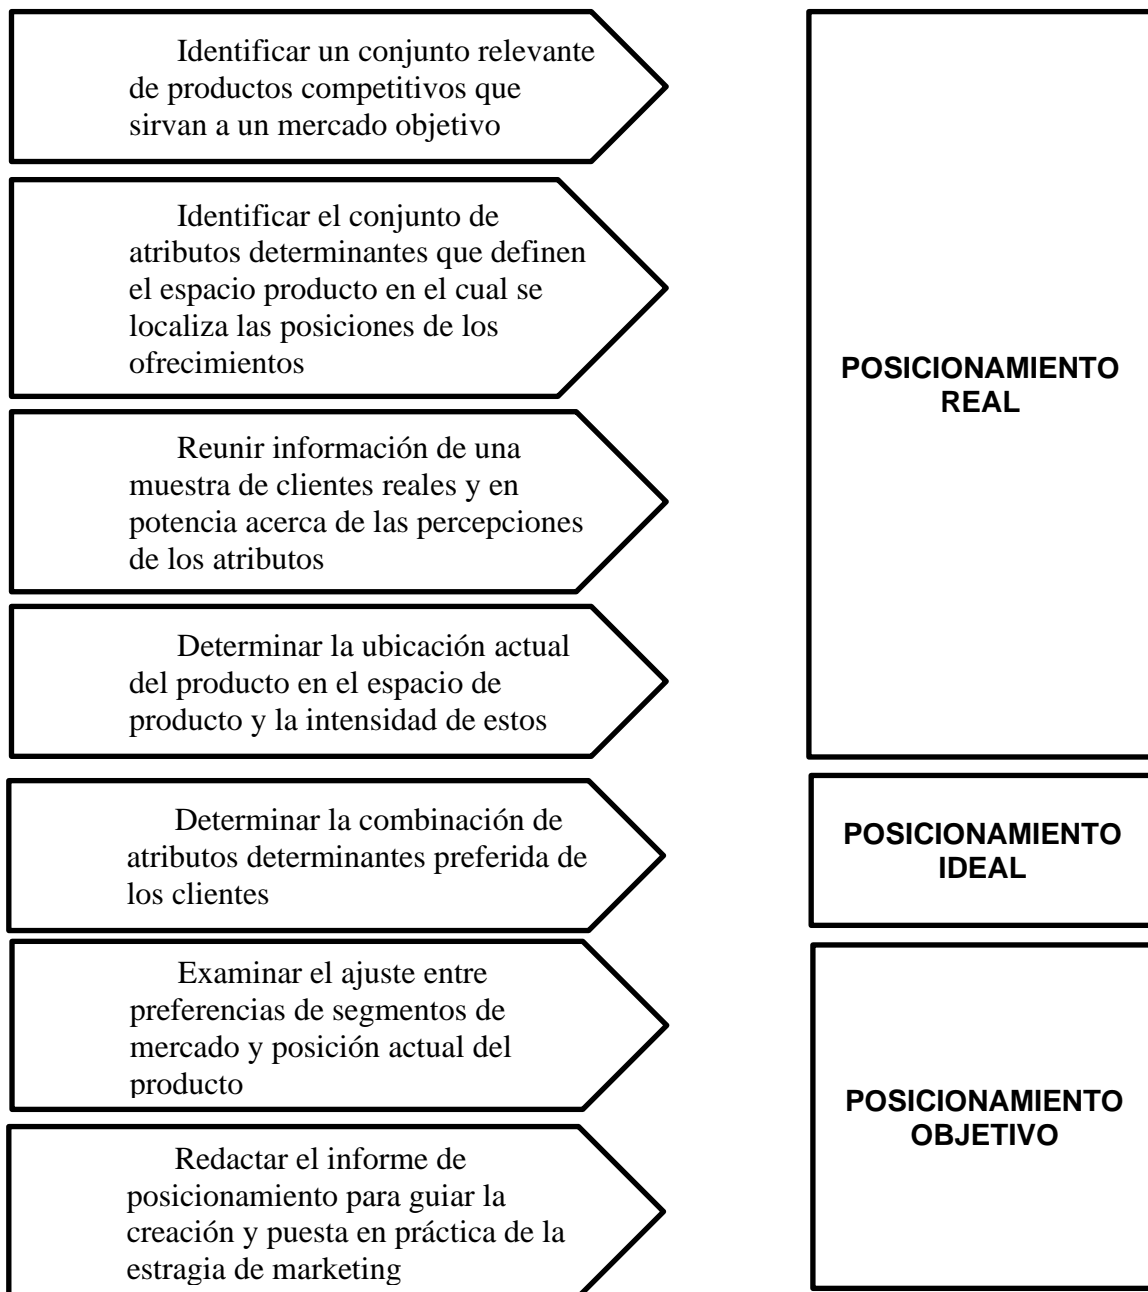 Identificar un conjunto relevante
de productos competitivos que
sirvan a un mercado objetivo
Identificar el conjunto de
atributos determinantes que definen
el espacio producto en el cual se
localiza las posiciones de los
ofrecimientos
Reunir información de una
muestra de clientes reales y en
potencia acerca de las percepciones
de los atributos
Determinar la ubicación actual
del producto en el espacio de
producto y la intensidad de estos
POSICIONAMIENTO
REAL
Determinar la combinación de
atributos determinantes preferida de
los clientes
POSICIONAMIENTO
IDEAL
Examinar el ajuste entre
preferencias de segmentos de
mercado y posición actual del
producto
Redactar el informe de
posicionamiento para guiar la
creación y puesta en práctica de la
estragia de marketing
POSICIONAMIENTO
OBJETIVO